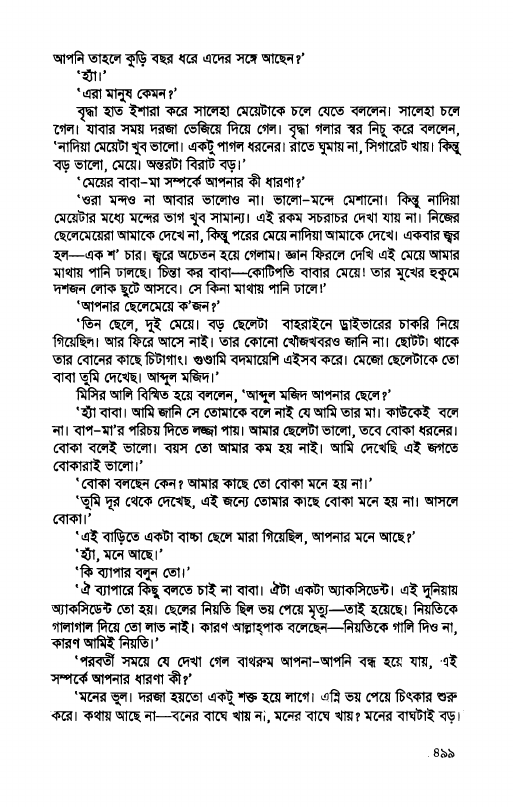 আপনি তাহলে কুড়ি বছর ধরে এদের সঙ্গে আছেন?'
'হ্যাঁ।'
'এরা মানুষ কেমন?'
বৃদ্ধা হাত ইশারা করে সালেহা মেয়েটাকে চলে যেতে বললেন। সালেহা চলে
গেল। যাবার সময় দরজা ভেজিয়ে দিয়ে গেল। বৃদ্ধা গলার স্বর নিচু করে বললেন,
'নাদিয়া মেয়েটা খুব ভালো। একটু পাগল ধরনের। রাতে ঘুমায় না, সিগারেট খায়। কিন্তু
বড় ভালো, মেয়ে। অন্তরটা বিরাট বড়।'
'মেয়ের বাবা-মা সম্পর্কে আপনার কী ধারণা?'
'ওরা মন্দও না আবার ভালোও না। ভালো-মন্দে মেশানো। কিন্তু নাদিয়া
মেয়েটার মধ্যে মন্দের ভাগ খুব সামান্য। এই রকম সচরাচর দেখা যায় না। নিজের
ছেলেমেয়েরা আমাকে দেখে না, কিন্তু পরের মেয়ে নাদিয়া আমাকে দেখে। একবার জ্বর
হল—এক শ' চার। জ্বরে অচেতন হয়ে গেলাম। জ্ঞান ফিরলে দেখি এই মেয়ে আমার
মাথায় পানি ঢালছে। চিন্তা কর বাবা—কোটিপতি বাবার মেয়ে! তার মুখের হুকুমে
দশজন লোক ছুটে আসবে। সে কিনা মাথায় পানি ঢালে!'
'আপনার ছেলেমেয়ে ক'জন?'
'তিন ছেলে, দুই মেয়ে। বড় ছেলেটা বাহরাইনে ড্রাইভারের চাকরি নিয়ে
গিয়েছিল। আর ফিরে আসে নাই। তার কোনো খোঁজখবরও জানি না। ছোটটা থাকে
তার বোনের কাছে চিটাগাং। গুণ্ডামি বদমায়েশি এইসব করে। মেজো ছেলেটাকে তো
বাবা তুমি দেখেছ। আব্দুল মজিদ।'
মিসির আলি বিস্মিত হয়ে বললেন, 'আব্দুল মজিদ আপনার ছেলে?'
'হ্যাঁ বাবা। আমি জানি সে তোমাকে বলে নাই যে আমি তার মা। কাউকেই বলে
না। বাপ-মা'র পরিচয় দিতে লজ্জা পায়। আমার ছেলেটা ভালো, তবে বোকা ধরনের।
বোকা বলেই ভালো। বয়স তো আমার কম হয় নাই। আমি দেখেছি এই জগতে
বোকারাই ভালো।'
'বোকা বলছেন কেন? আমার কাছে তো বোকা মনে হয় না।'
'তুমি দূর থেকে দেখেছ, এই জন্যে তোমার কাছে বোকা মনে হয় না। আসলে
বোকা।'
'এই বাড়িতে একটা বাচ্চা ছেলে মারা গিয়েছিল, আপনার মনে আছে?'
'হ্যাঁ, মনে আছে।'
'কি ব্যাপার বলুন তো।'
'ঐ ব্যাপারে কিছু বলতে চাই না বাবা। ঐটা একটা অ্যাকসিডেন্ট। এই দুনিয়ায়
অ্যাকসিডেন্ট তো হয়। ছেলের নিয়তি ছিল ভয় পেয়ে মৃত্যু—তাই হয়েছে। নিয়তিকে
গালাগাল দিয়ে তো লাভ নাই। কারণ আল্লাহ্‌পাক বলেছেন—নিয়তিকে গালি দিও না,
কারণ আমিই নিয়তি।'
'পরবর্তী সময়ে যে দেখা গেল বাথরুম আপনা-আপনি বন্ধ হয়ে যায়, এই
সম্পর্কে আপনার ধারণা কী?'
'মনের ভুল। দরজা হয়তো একটু শক্ত হয়ে লাগে। এম্নি ভয় পেয়ে চিৎকার শুরু
করে। কথায় আছে না—বনের বাঘে খায় না, মনের বাঘে খায়? মনের বাঘটাই বড়।
৪৯৯